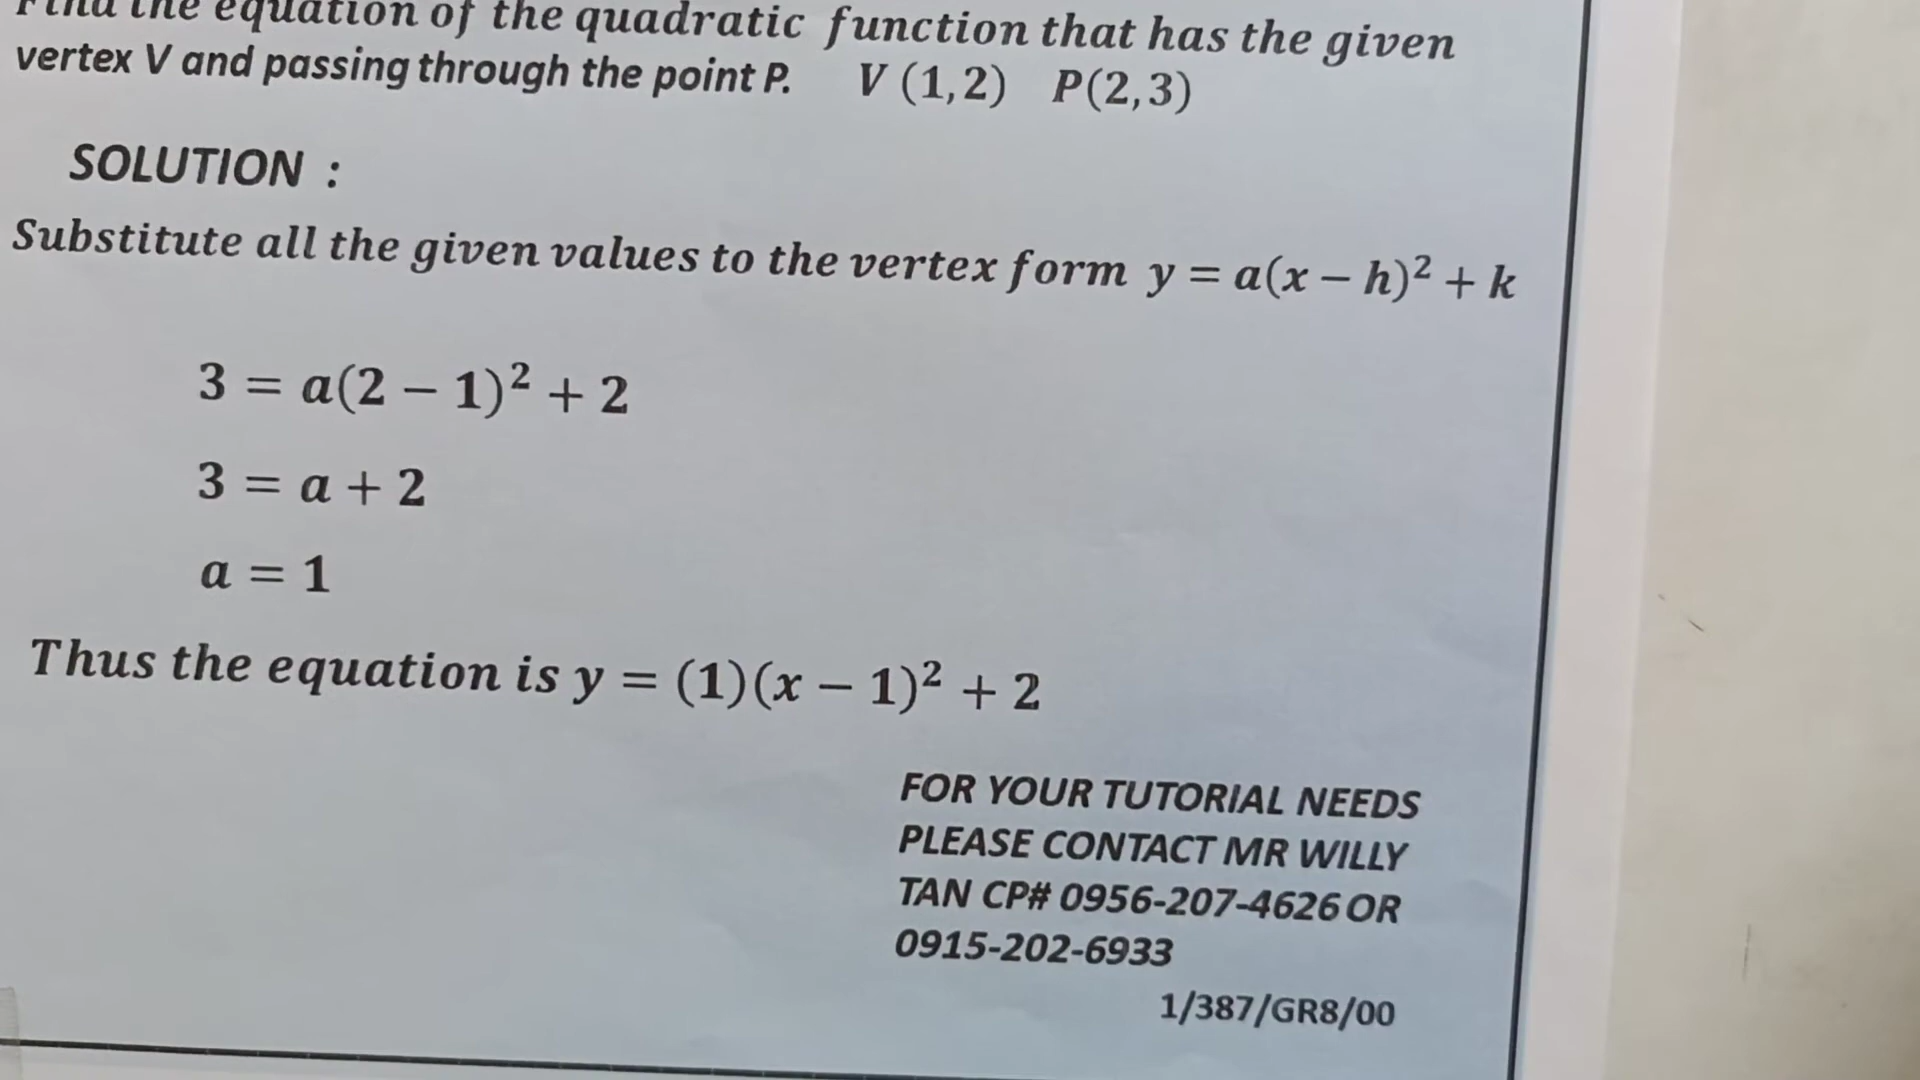 Find the equation of the quadratic function that has the given
vertex V and passing through the point P. V (1,2) P(2,3)
SOLUTION :
Substitute all the given values to the vertex form y = a(x − h)² + k
3 = a(2 − 1)² + 2
3 = a + 2
a = 1
Thus the equation is y = (1)(x − 1)² + 2
FOR YOUR TUTORIAL NEEDS
PLEASE CONTACT MR WILLY
TAN CP# 0956-207-4626 OR
0915-202-6933
1/387/GR8/00